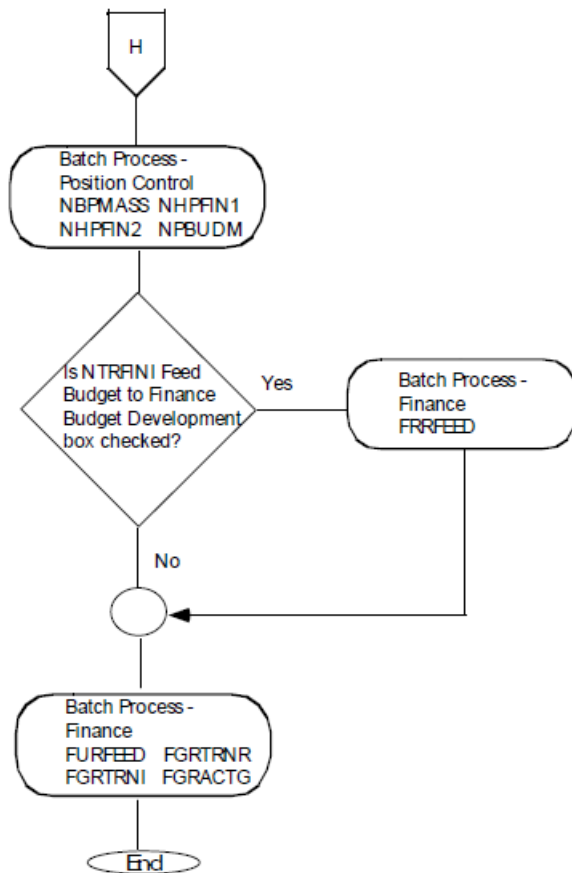 H
Batch Process -
Position Control
NBPMASS NHPFIN1
NHPFIN2 NPBUDM
Is NTRFINI Feed
Budget to Finance
Budget Development
box checked?
Yes
Batch Process -
Finance
FRRFEED
No
Batch Process -
Finance
FURFEED FGRTRNR
FGRTRNI FGRACTG
End